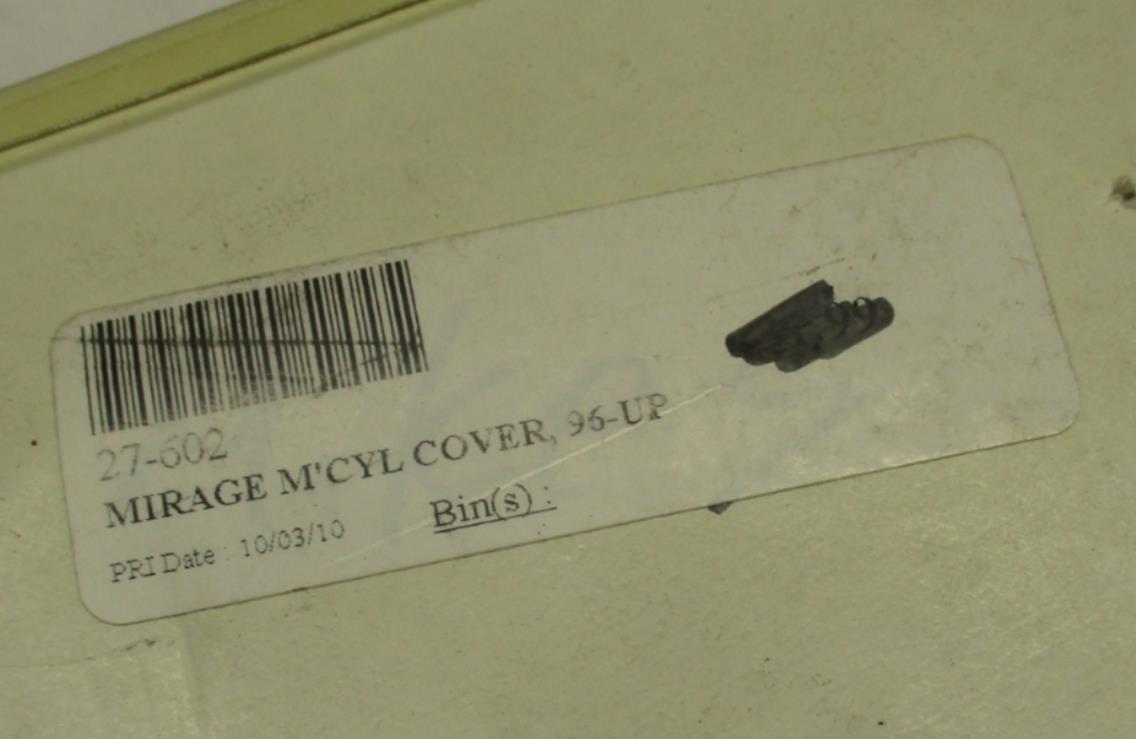 27-602
MIRAGE M'CYL COVER, 96-UP
PRI Date : 10/03/10 Bin(s) :